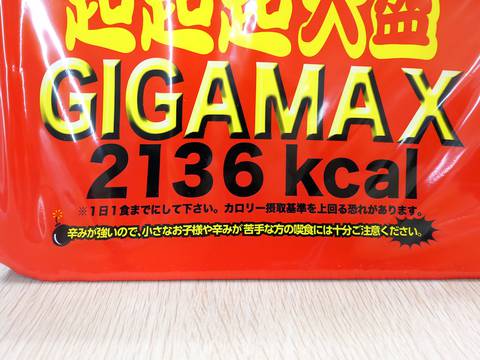 超超超大盛
GIGAMAX
2136 kcal
※1日1食までにして下さい。カロリー摂取基準を上回る恐れがあります。
辛みが強いので、小さなお子様や辛みが苦手な方の喫食には十分ご注意ください。